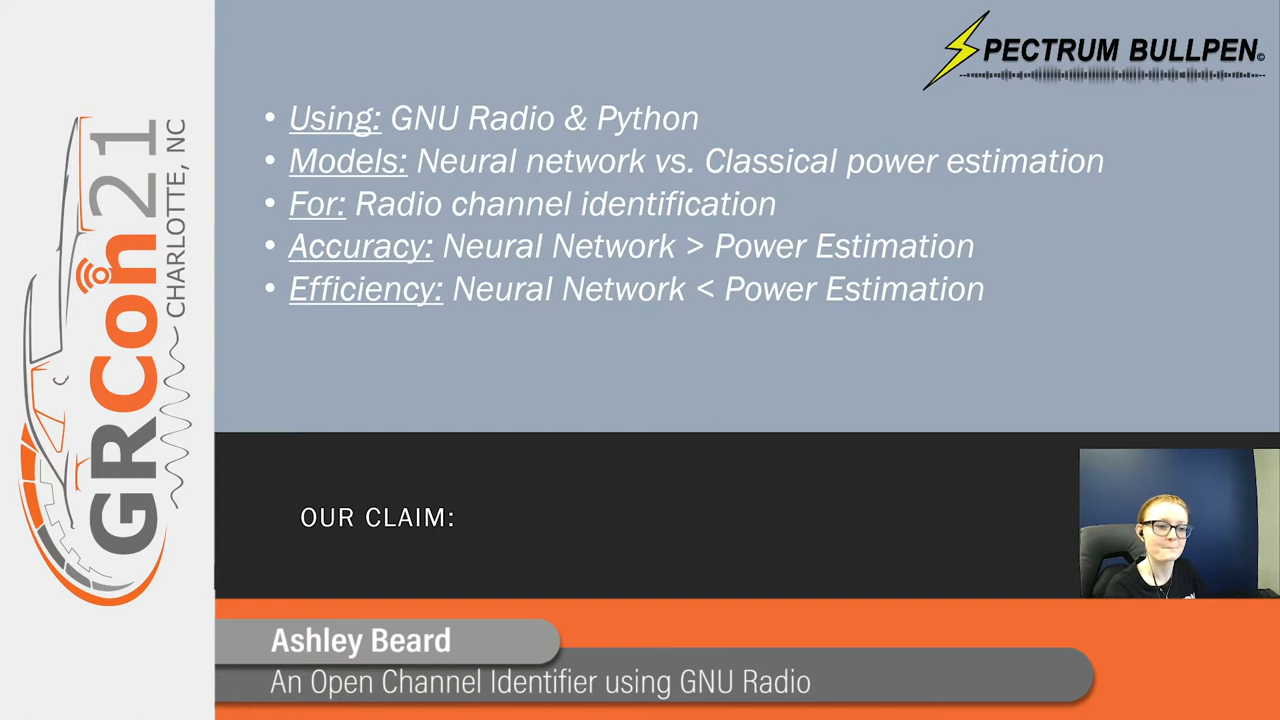 GRCon21
CHARLOTTE, NC
SPECTRUM BULLPEN©
• Using: GNU Radio & Python
• Models: Neural network vs. Classical power estimation
• For: Radio channel identification
• Accuracy: Neural Network > Power Estimation
• Efficiency: Neural Network < Power Estimation
OUR CLAIM:
Ashley Beard
An Open Channel Identifier using GNU Radio